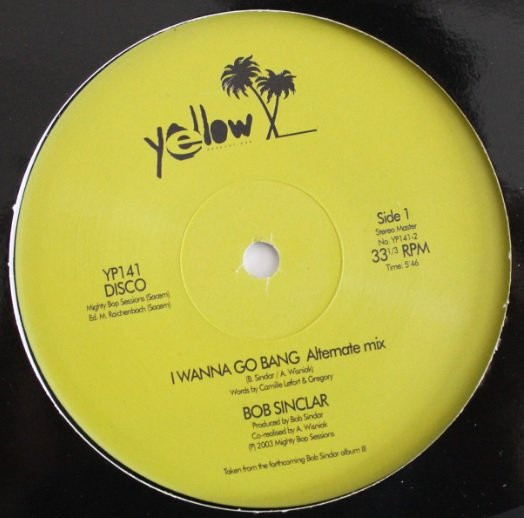 yellow
PRODUCTIONS
Side 1
Stereo Master
No. YP141-2
33 1/3 RPM
Time: 5'46
YP141
DISCO
Mighty Bop Sessions (Sacem)
Ed. M. Raichenbach (Sacem)
I WANNA GO BANG Alternate mix
(B. Sinclar / A. Wisniak)
Words by Camille Lefort & Gregory
BOB SINCLAR
Produced by Bob Sinclar
Co-realised by A. Wisniak
(P) 2003 Mighty Bop Sessions
Taken from the forthcoming Bob Sinclar album III